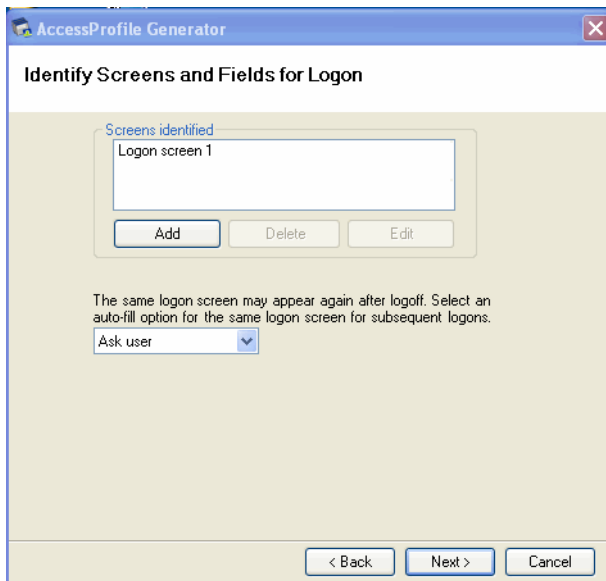 AccessProfile Generator
Identify Screens and Fields for Logon
Screens identified
Logon screen 1
Add Delete Edit
The same logon screen may appear again after logoff. Select an
auto-fill option for the same logon screen for subsequent logons.
Ask user
< Back Next > Cancel